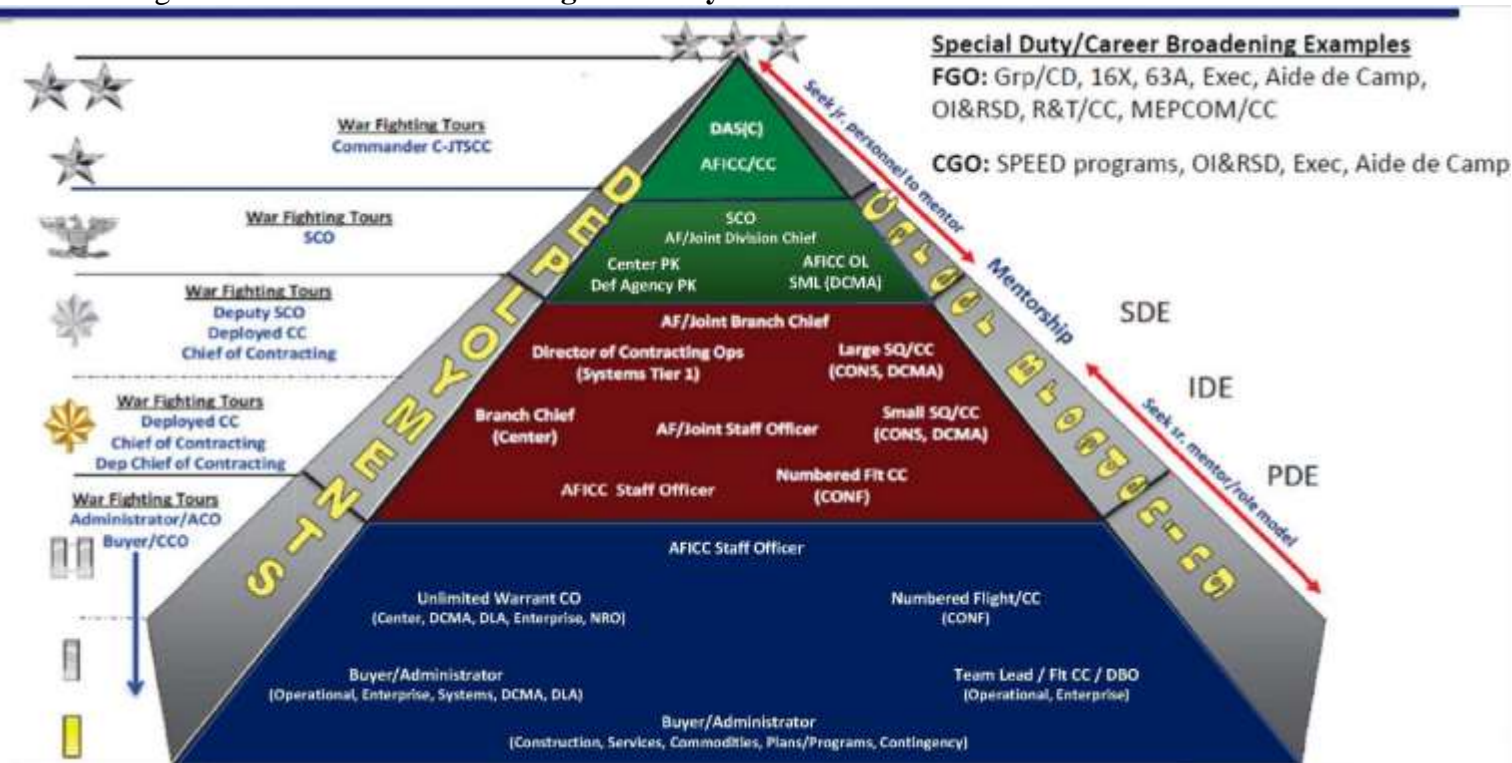 Special Duty/Career Broadening Examples
FGO: Grp/CD, 16X, 63A, Exec, Aide de Camp,
OI&RSD, R&T/CC, MEPCOM/CC
CGO: SPEED programs, OI&RSD, Exec, Aide de Camp
War Fighting Tours
Commander C-JTSCC
War Fighting Tours
SCO
War Fighting Tours
Deputy SCO
Deployed CC
Chief of Contracting
War Fighting Tours
Deployed CC
Chief of Contracting
Dep Chief of Contracting
War Fighting Tours
Administrator/ACO
Buyer/CCO
DEPLOYMENTS
DAS(C)
AFICC/CC
SCO
AF/Joint Division Chief
Center PK
Def Agency PK
AFICC OL
SML (DCMA)
AF/Joint Branch Chief
Director of Contracting Ops
(Systems Tier 1)
Large SQ/CC
(CONS, DCMA)
Branch Chief
(Center)
AF/Joint Staff Officer
Small SQ/CC
(CONS, DCMA)
AFICC Staff Officer
Numbered Flt CC
(CONF)
AFICC Staff Officer
Unlimited Warrant CO
(Center, DCMA, DLA, Enterprise, NRO)
Numbered Flight/CC
(CONF)
Buyer/Administrator
(Operational, Enterprise, Systems, DCMA, DLA)
Team Lead / Flt CC / DBO
(Operational, Enterprise)
Buyer/Administrator
(Construction, Services, Commodities, Plans/Programs, Contingency)
Seek jr. personnel to mentor
Mentorship
Seek sr. mentor/role model
SDE
IDE
PDE